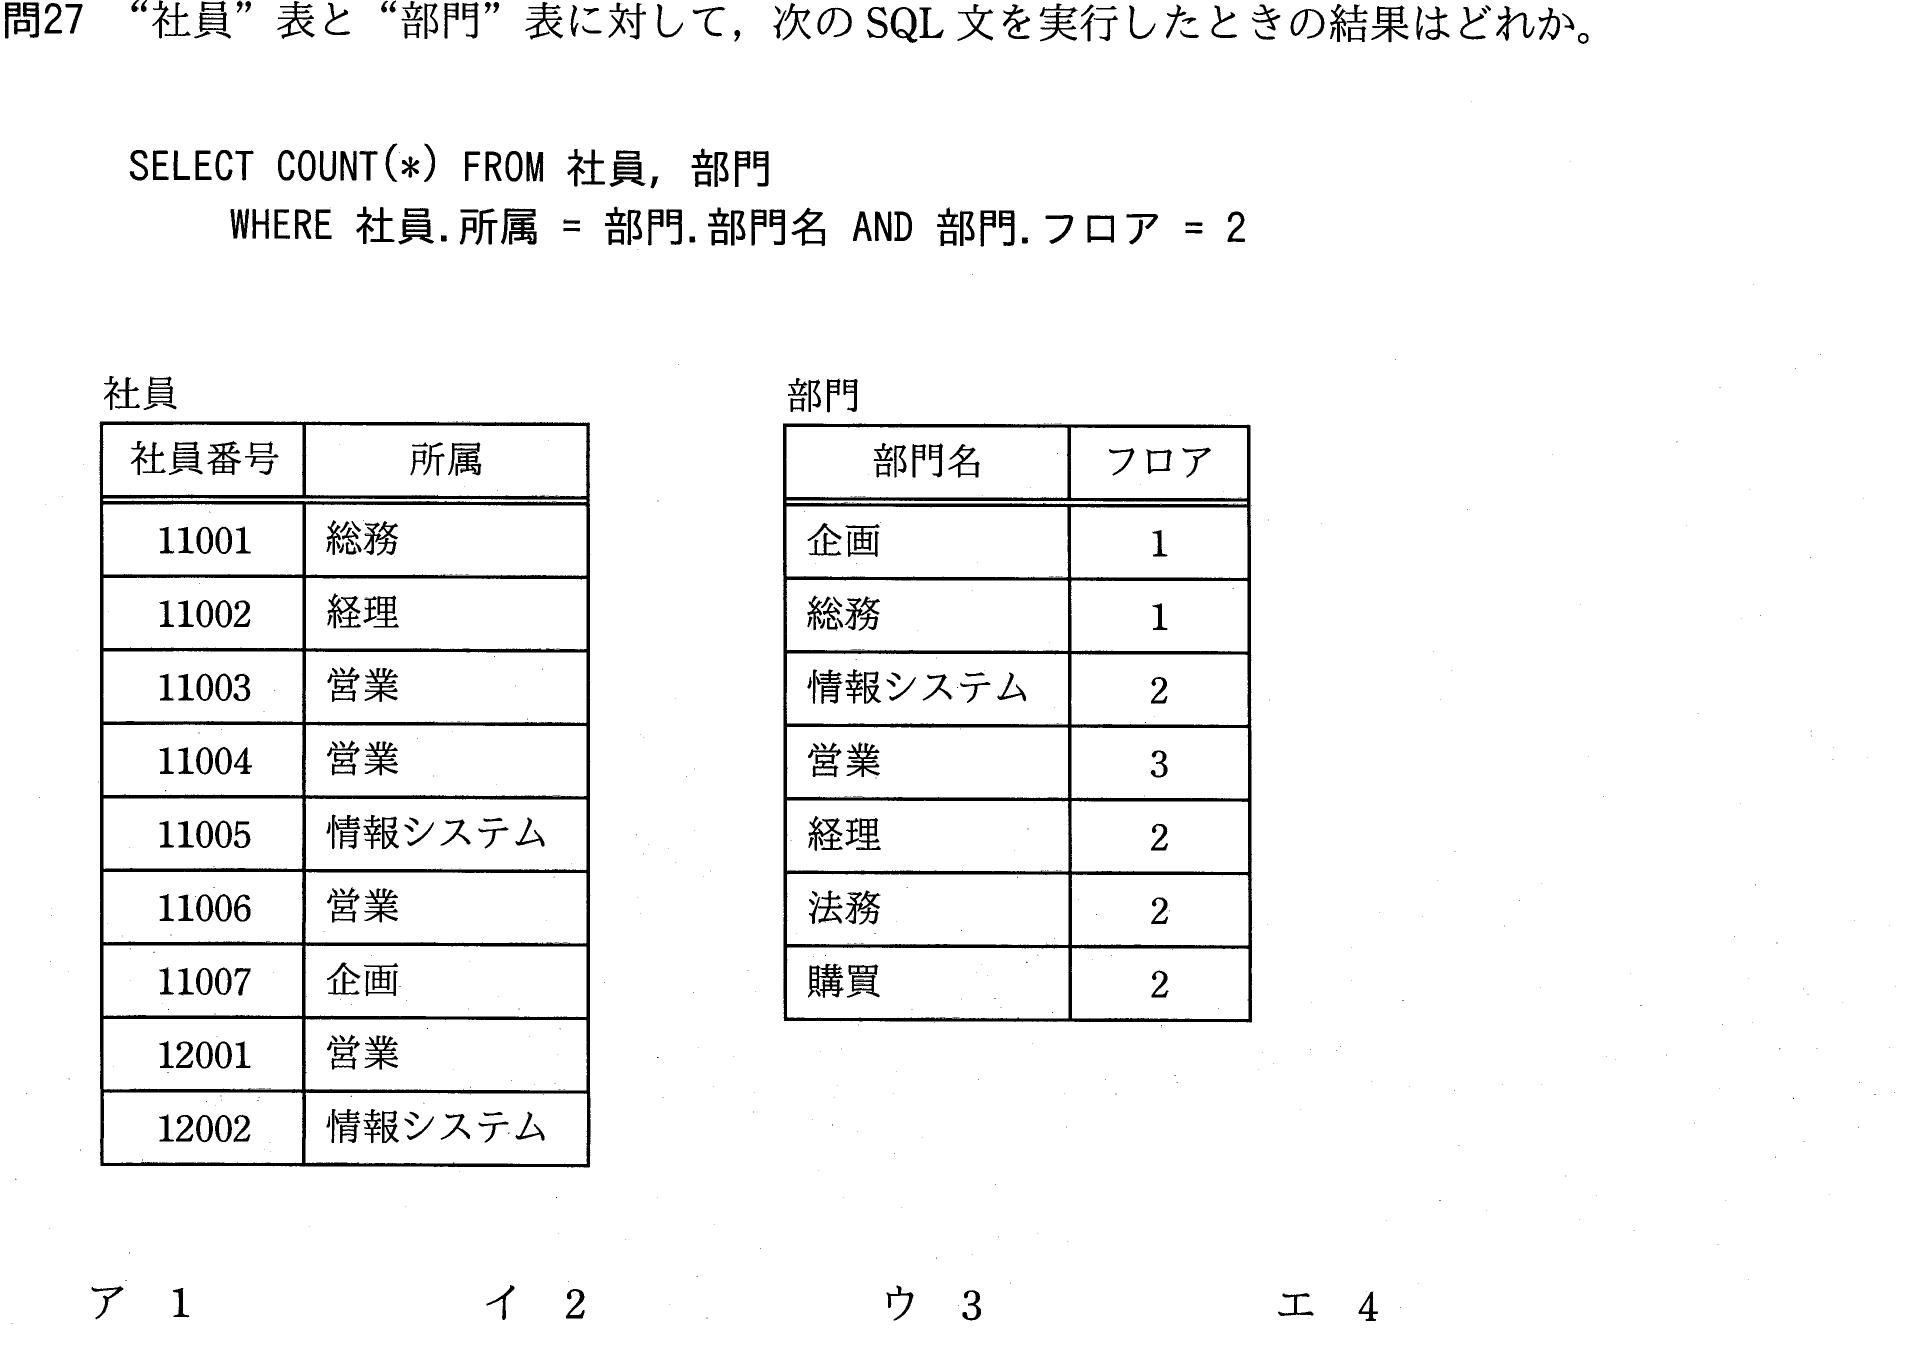 問27 “社員”表と“部門”表に対して，次の SQL 文を実行したときの結果はどれか。
SELECT COUNT(*) FROM 社員, 部門
WHERE 社員.所属 = 部門.部門名 AND 部門.フロア = 2
社員
社員番号 所属
11001 総務
11002 経理
11003 営業
11004 営業
11005 情報システム
11006 営業
11007 企画
12001 営業
12002 情報システム
部門
部門名 フロア
企画 1
総務 1
情報システム 2
営業 3
経理 2
法務 2
購買 2
ア 1 イ 2 ウ 3 エ 4